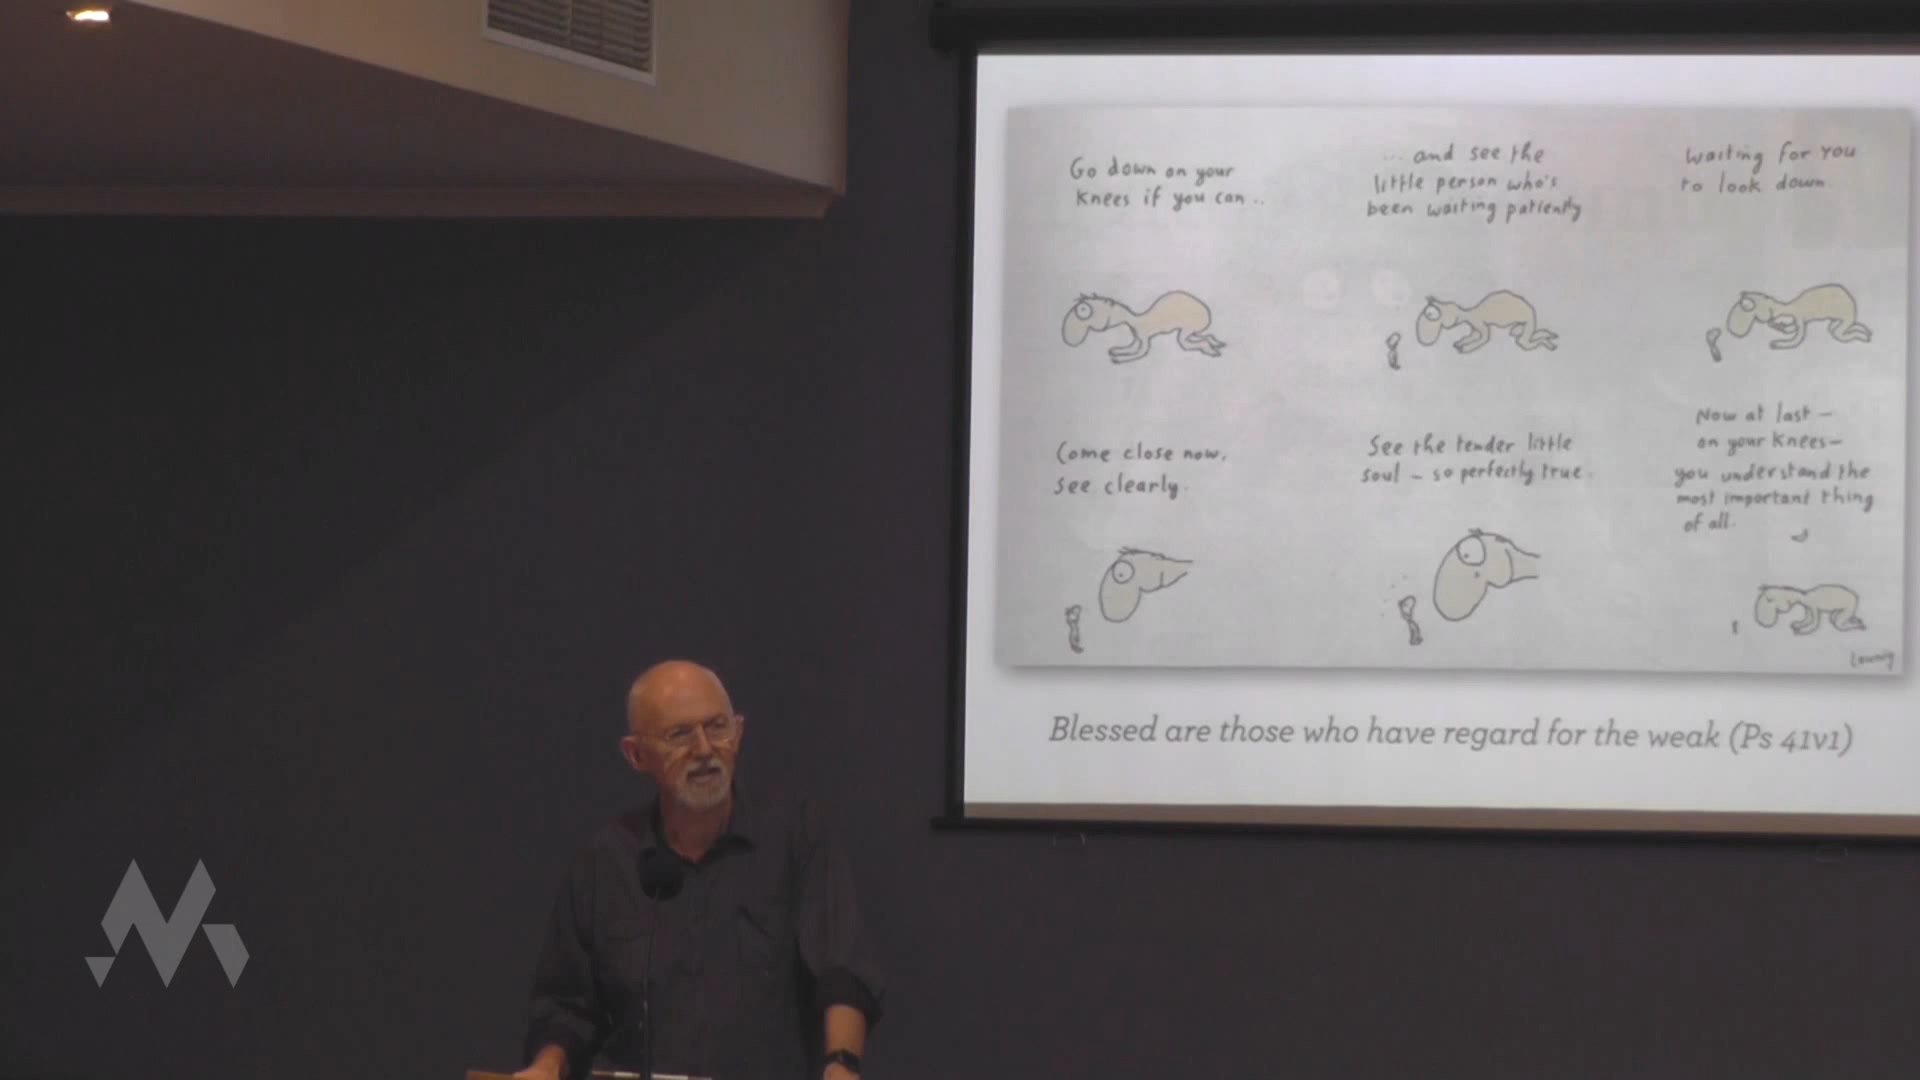 Go down on your
knees if you can ..
... and see the
little person who's
been waiting patiently
Waiting for you
to look down.
Come close now,
see clearly.
See the tender little
soul – so perfectly true.
Now at last –
on your knees –
you understand the
most important thing
of all.
Leunig
Blessed are those who have regard for the weak (Ps 41v1)